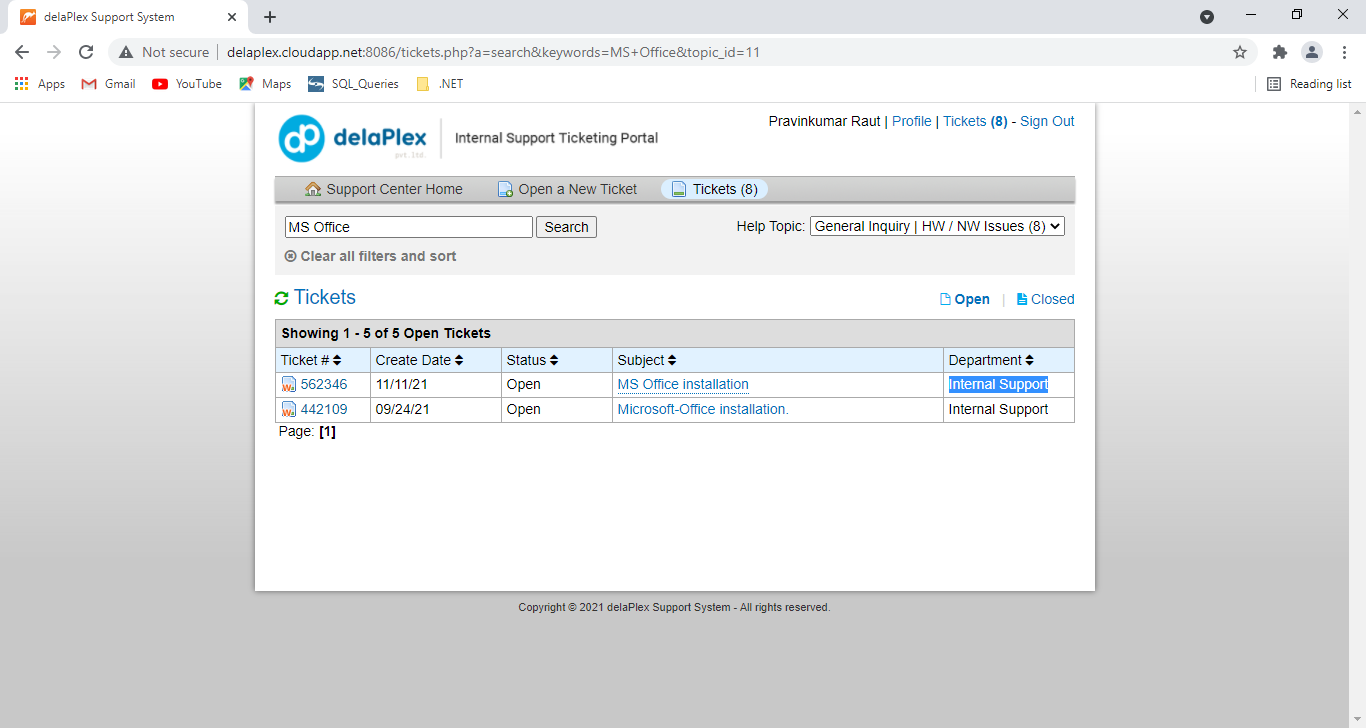 delaPlex Support System
Not secure delaplex.cloudapp.net:8086/tickets.php?a=search&keywords=MS+Office&topic_id=11
Apps Gmail YouTube Maps SQL_Queries .NET Reading list
Pravinkumar Raut | Profile | Tickets (8) - Sign Out
dp delaPlex pvt.ltd. Internal Support Ticketing Portal
Support Center Home Open a New Ticket Tickets (8)
MS Office Search Help Topic: General Inquiry | HW / NW Issues (8)
Clear all filters and sort
Tickets Open | Closed
Showing 1 - 5 of 5 Open Tickets
Ticket # Create Date Status Subject Department
562346 11/11/21 Open MS Office installation Internal Support
442109 09/24/21 Open Microsoft-Office installation. Internal Support
Page: [1]
Copyright © 2021 delaPlex Support System - All rights reserved.